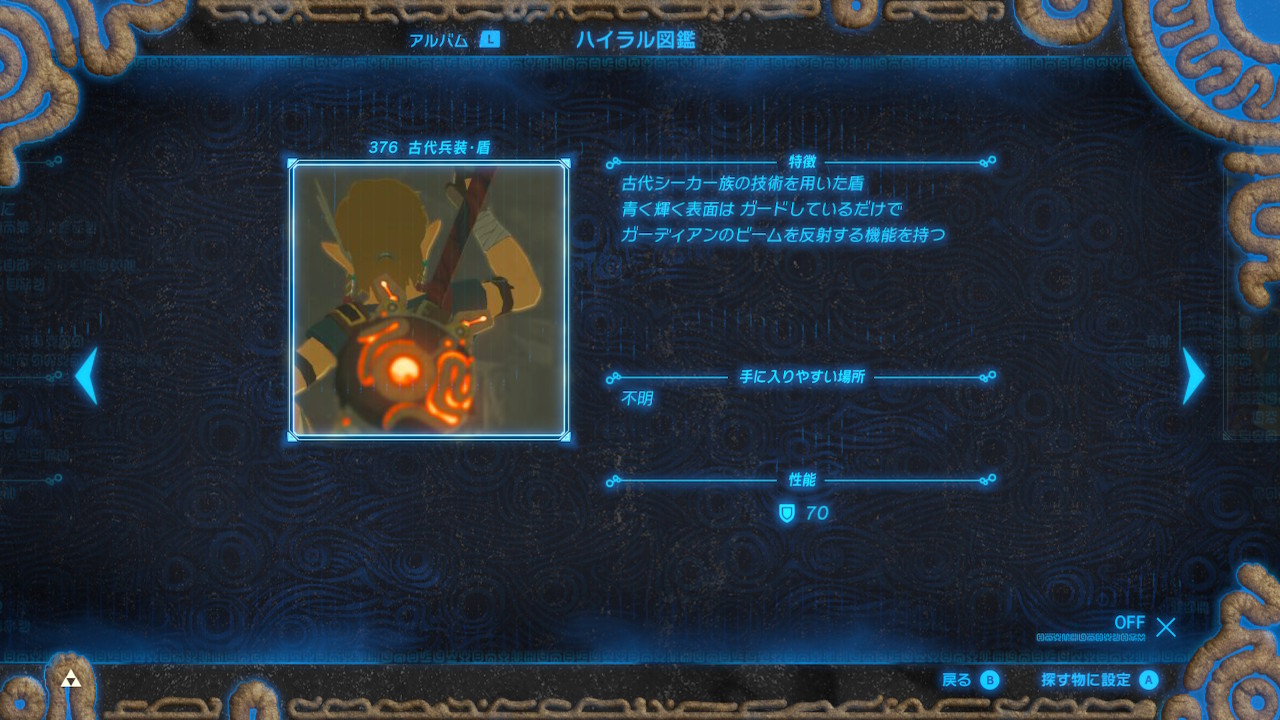 アルバム L
ハイラル図鑑
376 古代兵装・盾
特徴
古代シーカー族の技術を用いた盾
青く輝く表面は ガードしているだけで
ガーディアンのビームを反射する機能を持つ
手に入りやすい場所
不明
性能
70
OFF
戻る B
探す物に設定 A